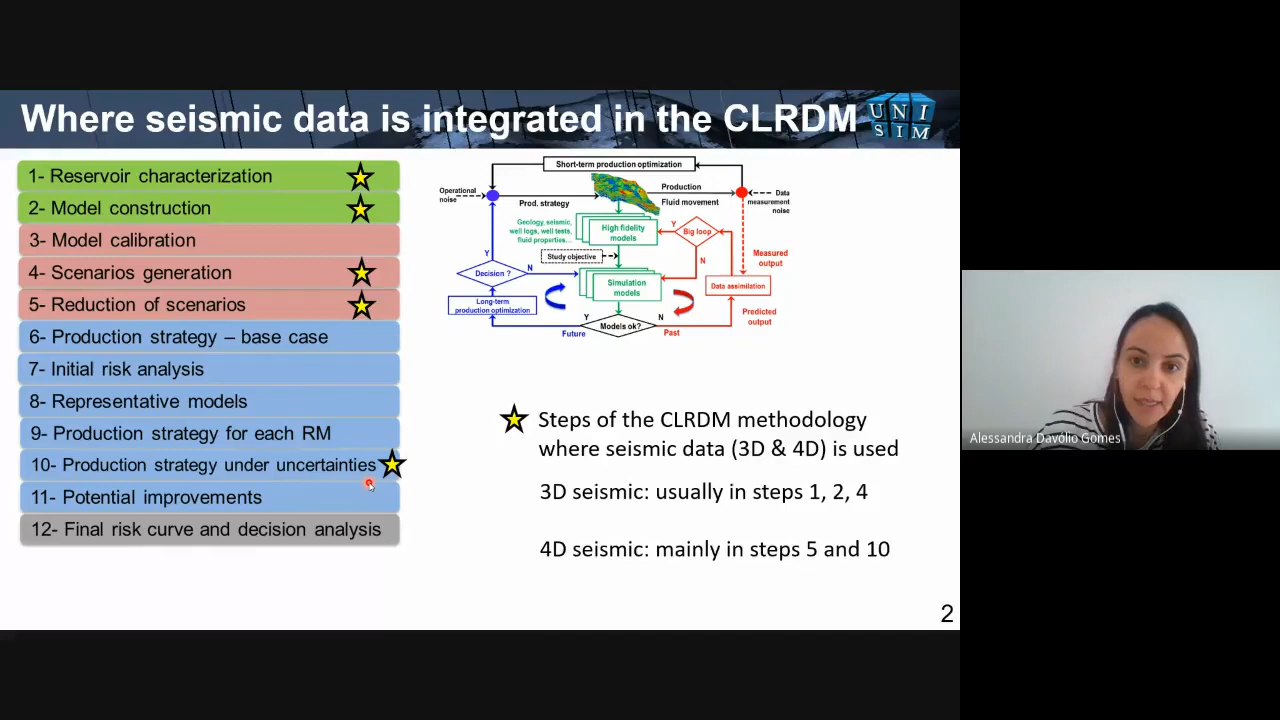 Where seismic data is integrated in the CLRDM
UNI
SIM
1- Reservoir characterization
2- Model construction
3- Model calibration
4- Scenarios generation
5- Reduction of scenarios
6- Production strategy – base case
7- Initial risk analysis
8- Representative models
9- Production strategy for each RM
10- Production strategy under uncertainties
11- Potential improvements
12- Final risk curve and decision analysis
Short-term production optimization
Operational
noise
Prod. strategy
Production
Fluid movement
Data
measurement
noise
Geology, seismic,
well logs, well tests,
fluid properties...
High fidelity
models
Y
Big loop
N
Study objective
Measured
output
Y
Decision ?
N
Simulation
models
Data assimilation
Long-term
production optimization
Predicted
output
Y
Models ok?
N
Future
Past
Steps of the CLRDM methodology
where seismic data (3D & 4D) is used
3D seismic: usually in steps 1, 2, 4
4D seismic: mainly in steps 5 and 10
2
Alessandra Davólio Gomes